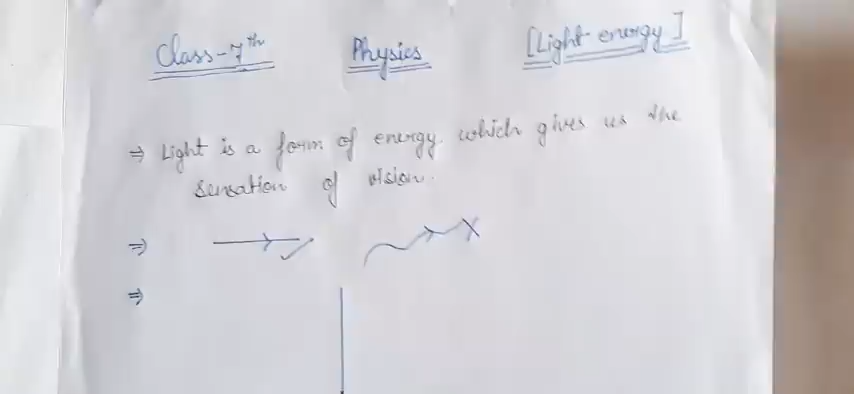 Class-7th Physics [Light energy]
⇒ Light is a form of energy which gives us the
sensation of vision.
⇒
⇒